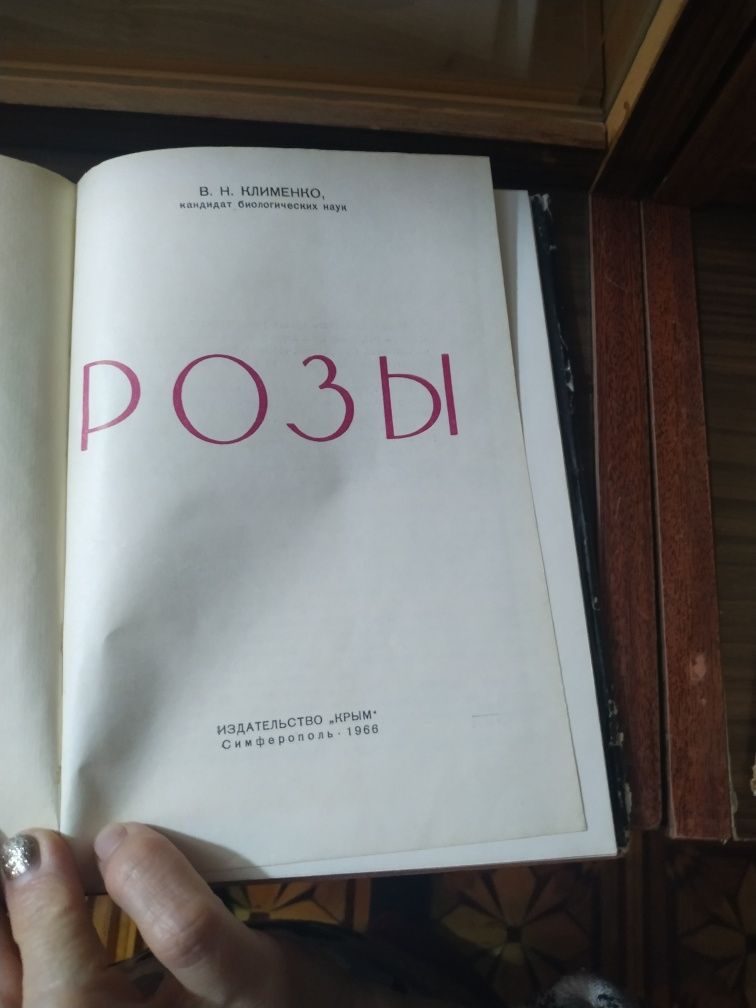 В. Н. КЛИМЕНКО,
кандидат биологических наук
РОЗЫ
ИЗДАТЕЛЬСТВО „КРЫМ"
Симферополь · 1966